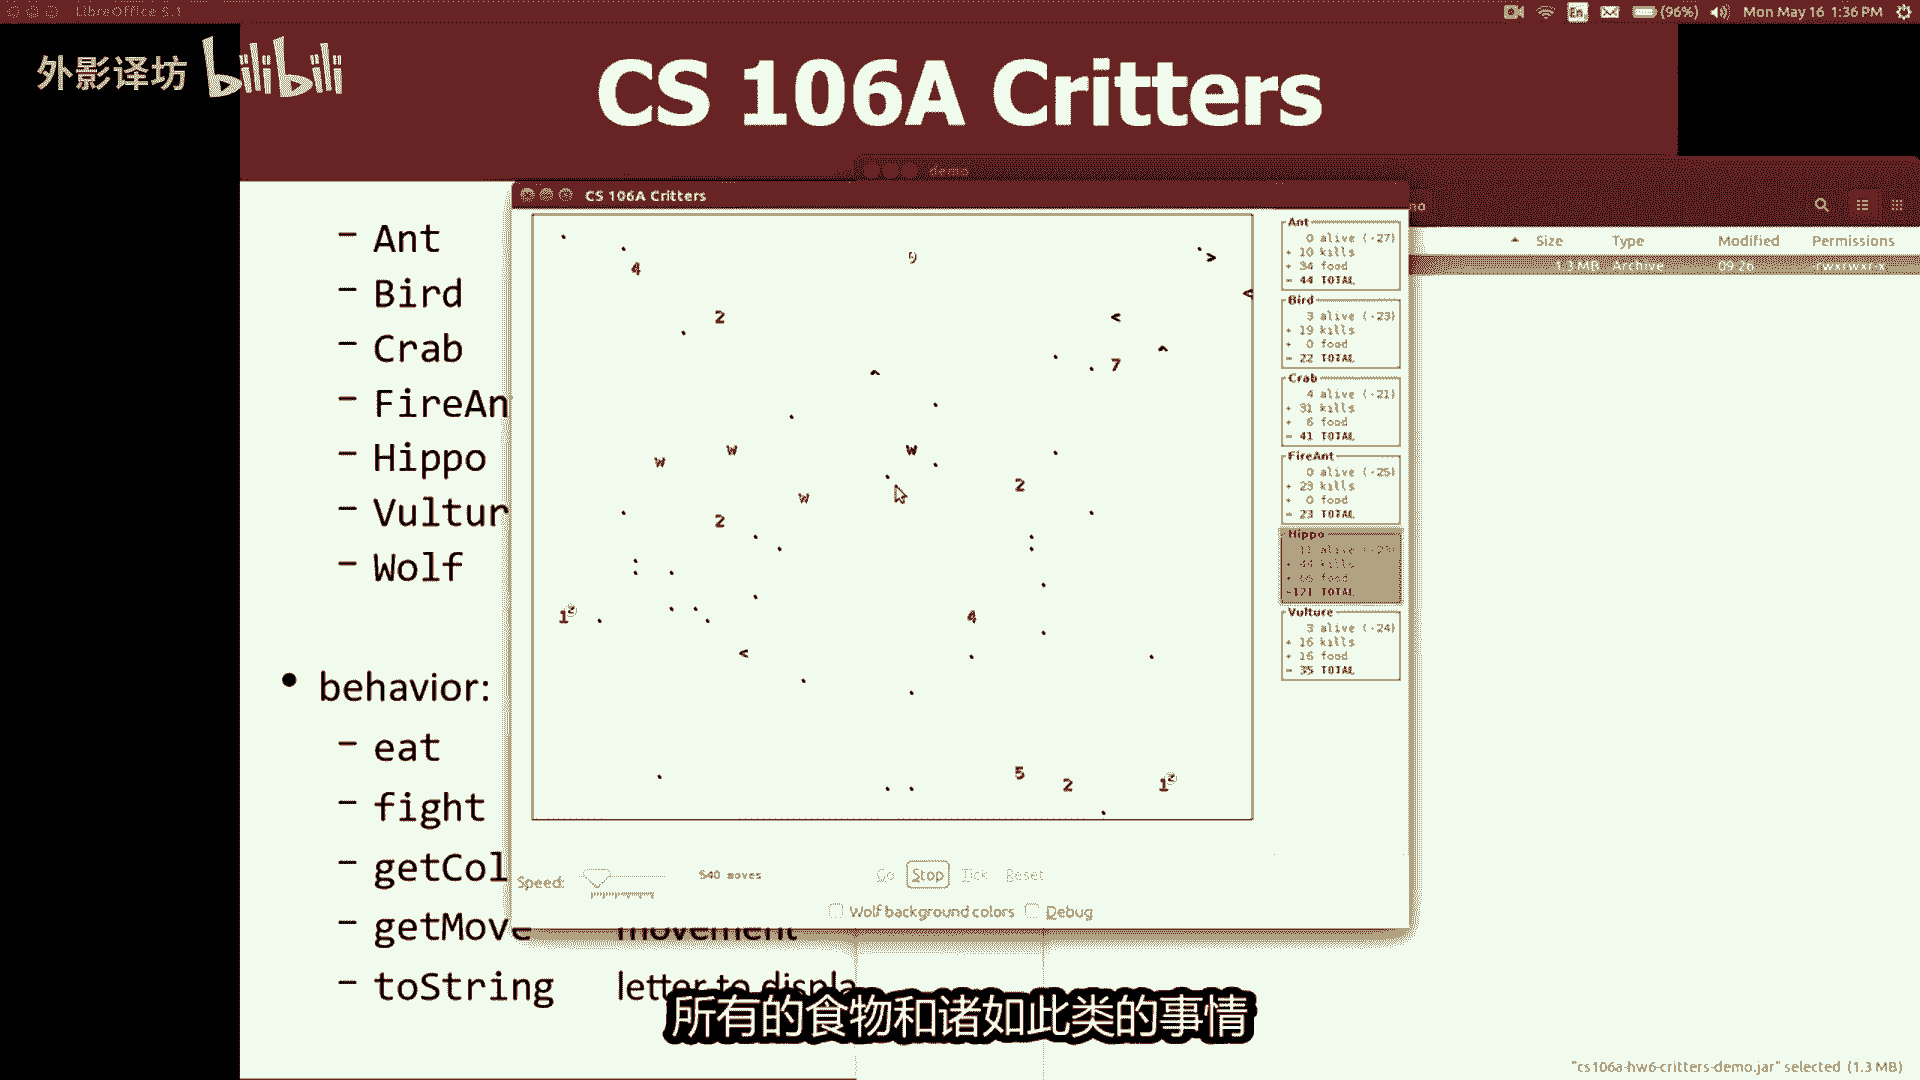 LibreOffice 5.1
En
(96%)
Mon May 16 1:36 PM
外影译坊 bilibili
CS 106A Critters
demo
CS 106A Critters
Size Type Modified Permissions
1.3 MB Archive 09:26 -rwxrwxr-x
- Ant
- Bird
- Crab
- FireAn
- Hippo
- Vultur
- Wolf
• behavior:
- eat
- fight
- getCol
- getMove movement
- toString letter to displa
4
9
>
<
2
<
^
7
^
w
w
w
2
w
2
1z
4
<
5
2
1z
Ant
0 alive (-27)
+ 10 kills
+ 34 food
= 44 TOTAL
Bird
3 alive (-23)
+ 19 kills
+ 0 food
= 22 TOTAL
Crab
4 alive (-21)
+ 31 kills
+ 6 food
= 41 TOTAL
FireAnt
0 alive (-25)
+ 23 kills
+ 0 food
= 23 TOTAL
Hippo
11 alive
+ 44 kills
+ 66 food
=121 TOTAL
Vulture
3 alive (-24)
+ 16 kills
+ 16 food
= 35 TOTAL
Speed: 540 moves Go Stop Tick Reset
Wolf background colors Debug
所有的食物和诸如此类的事情
"cs106a-hw6-critters-demo.jar" selected (1.3 MB)